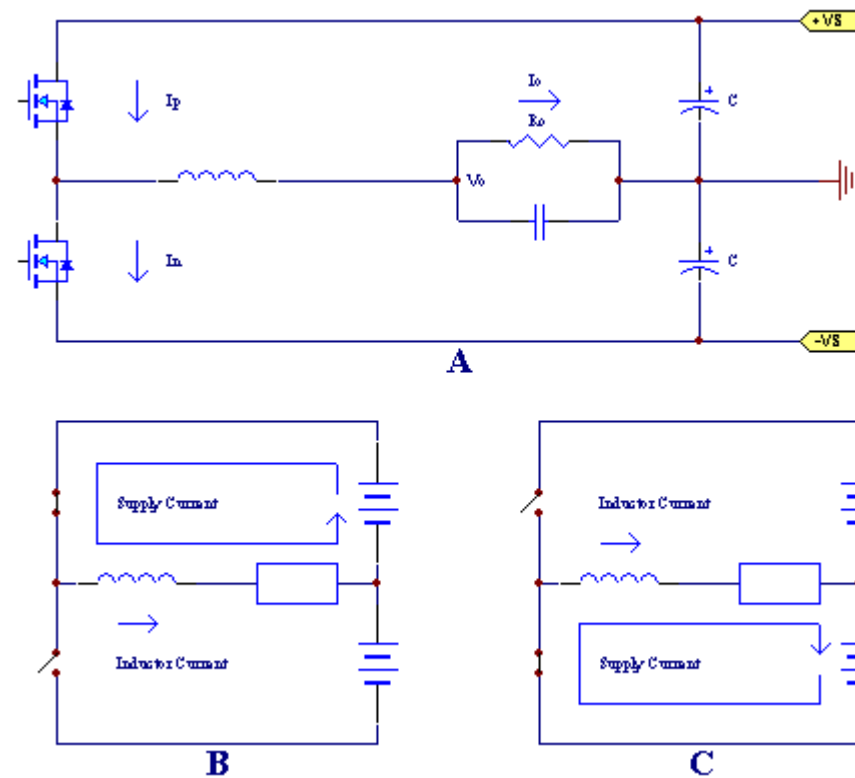 +VS
Ip
Io
Ro
C
Vo
In
C
-VS
A
Supply Current
Inductor Current
Inductor Current
Supply Current
B
C